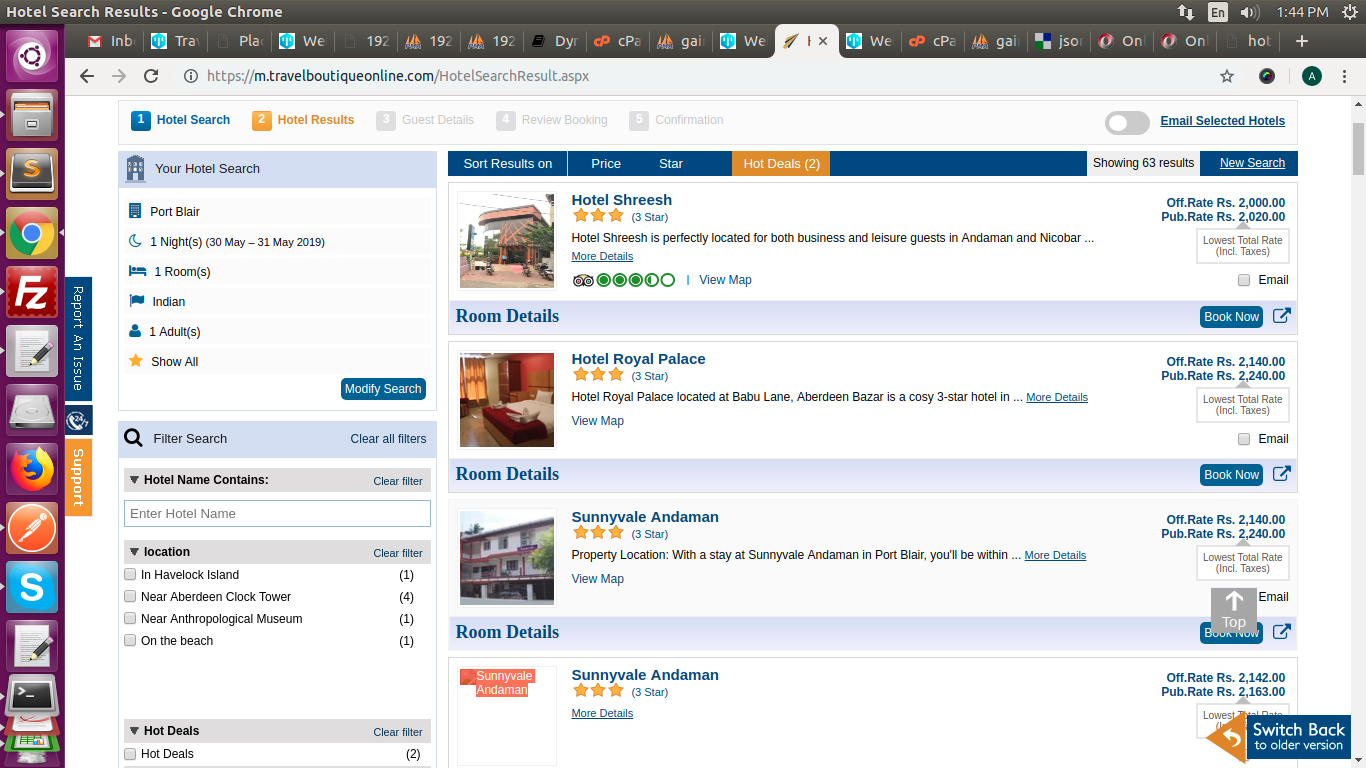 Hotel Search Results - Google Chrome
En
1:44 PM
Inb
Tra
Pla
We
192
192
192
Dyr
cPa
gair
We
H
We
cPa
gair
jsor
Onl
Onl
hot
https://m.travelboutiqueonline.com/HotelSearchResult.aspx
A
1 Hotel Search
2 Hotel Results
3 Guest Details
4 Review Booking
5 Confirmation
Email Selected Hotels
Your Hotel Search
Port Blair
1 Night(s) (30 May – 31 May 2019)
1 Room(s)
Indian
1 Adult(s)
Show All
Modify Search
Report An Issue
24/7
Support
Filter Search
Clear all filters
Hotel Name Contains:
Clear filter
Enter Hotel Name
location
Clear filter
In Havelock Island (1)
Near Aberdeen Clock Tower (4)
Near Anthropological Museum (1)
On the beach (1)
Hot Deals
Clear filter
Hot Deals (2)
Sort Results on
Price
Star
Hot Deals (2)
Showing 63 results
New Search
Hotel Shreesh
(3 Star)
Hotel Shreesh is perfectly located for both business and leisure guests in Andaman and Nicobar ...
More Details
View Map
Off.Rate Rs. 2,000.00
Pub.Rate Rs. 2,020.00
Lowest Total Rate
(Incl. Taxes)
Email
Room Details
Book Now
Hotel Royal Palace
(3 Star)
Hotel Royal Palace located at Babu Lane, Aberdeen Bazar is a cosy 3-star hotel in ... More Details
View Map
Off.Rate Rs. 2,140.00
Pub.Rate Rs. 2,240.00
Lowest Total Rate
(Incl. Taxes)
Email
Room Details
Book Now
Sunnyvale Andaman
(3 Star)
Property Location: With a stay at Sunnyvale Andaman in Port Blair, you'll be within ... More Details
View Map
Off.Rate Rs. 2,140.00
Pub.Rate Rs. 2,240.00
Lowest Total Rate
(Incl. Taxes)
Email
Top
Room Details
Book Now
Sunnyvale
Andaman
Sunnyvale Andaman
(3 Star)
More Details
Off.Rate Rs. 2,142.00
Pub.Rate Rs. 2,163.00
Lowest Total Rate
Switch Back
to older version